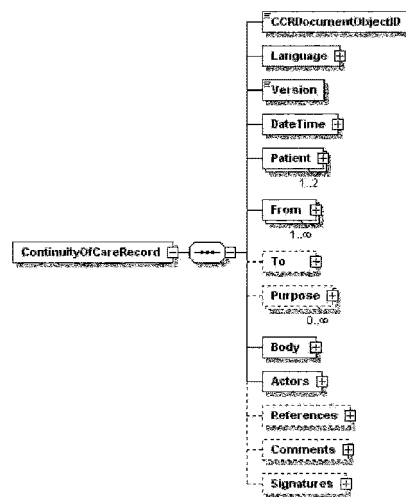 CCRDocumentObjectID
Language
Version
DateTime
Patient
1..2
From
1..∞
ContinuityOfCareRecord
To
Purpose
0..∞
Body
Actors
References
Comments
Signatures